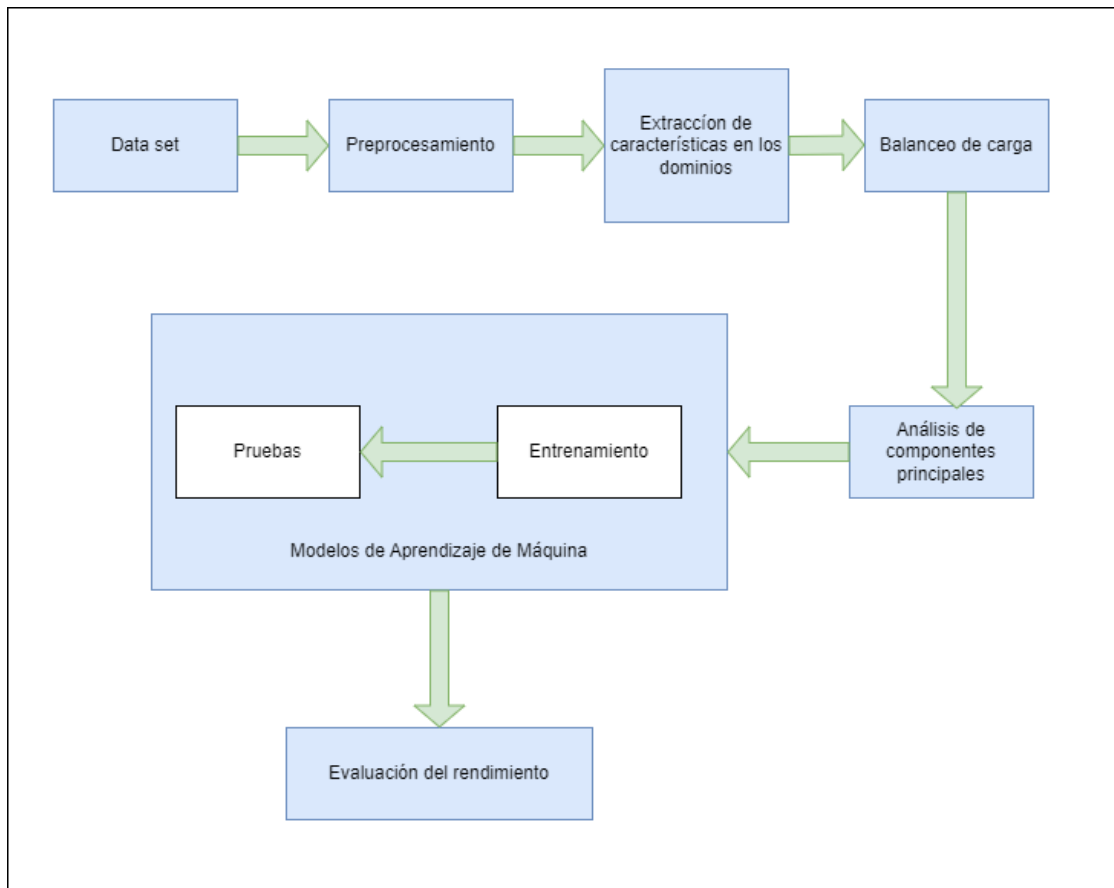 Data set
Preprocesamiento
Extraccíon de
características en los
dominios
Balanceo de carga
Análisis de
componentes
principales
Entrenamiento
Pruebas
Modelos de Aprendizaje de Máquina
Evaluación del rendimiento